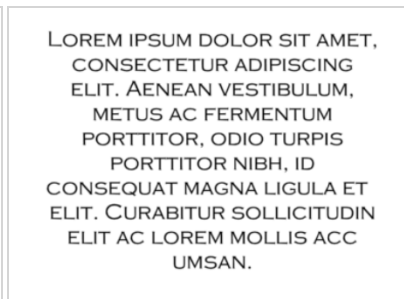 Lorem ipsum dolor sit amet,
consectetur adipiscing
elit. Aenean vestibulum,
metus ac fermentum
porttitor, odio turpis
porttitor nibh, id
consequat magna ligula et
elit. Curabitur sollicitudin
elit ac lorem mollis acc
umsan.